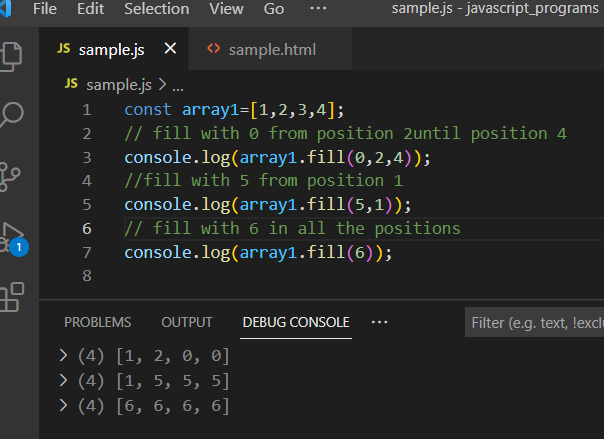 File Edit Selection View Go ··· sample.js - javascript_programs
JS sample.js × <> sample.html
JS sample.js > ...
1 const array1=[1,2,3,4];
2 // fill with 0 from position 2until position 4
3 console.log(array1.fill(0,2,4));
4 //fill with 5 from position 1
5 console.log(array1.fill(5,1));
6 // fill with 6 in all the positions
7 console.log(array1.fill(6));
8
1
PROBLEMS OUTPUT DEBUG CONSOLE ··· Filter (e.g. text, !exclu
> (4) [1, 2, 0, 0]
> (4) [1, 5, 5, 5]
> (4) [6, 6, 6, 6]